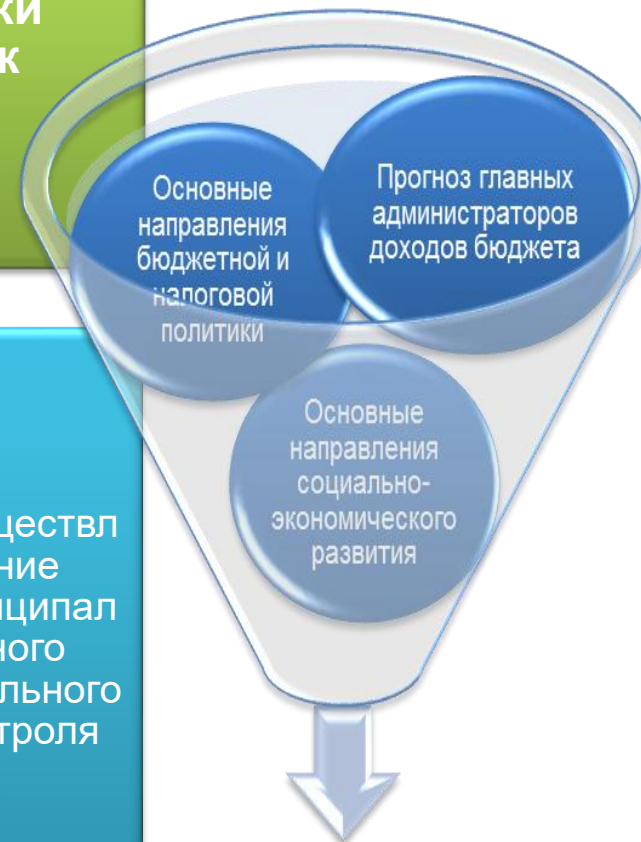 ки
к
Основные
направления
бюджетной и
налоговой
политики
Прогноз главных
администраторов
доходов бюджета
Основные
направления
социально-
экономического
развития
ществл
ние
иципал
ного
льного
троля